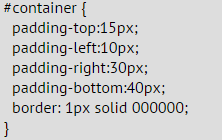 #container {
padding-top:15px;
padding-left:10px;
padding-right:30px;
padding-bottom:40px;
border: 1px solid 000000;
}